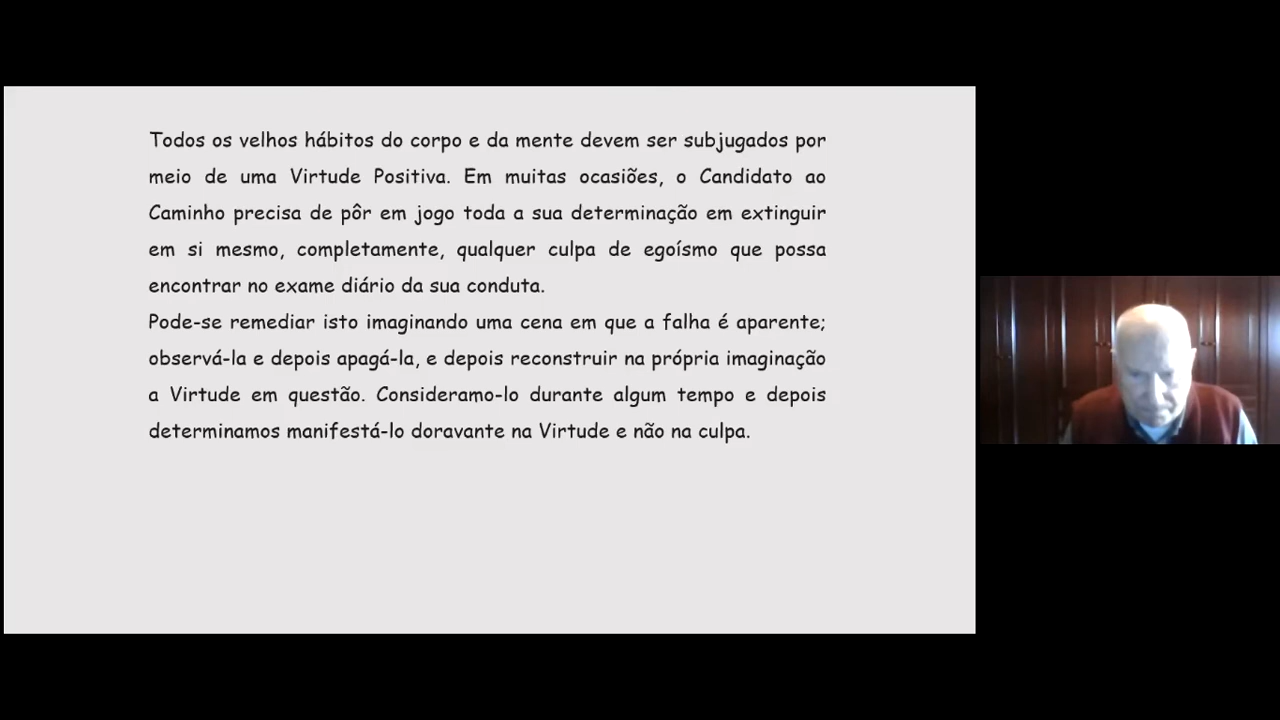 Todos os velhos hábitos do corpo e da mente devem ser subjugados por
meio de uma Virtude Positiva. Em muitas ocasiões, o Candidato ao
Caminho precisa de pôr em jogo toda a sua determinação em extinguir
em si mesmo, completamente, qualquer culpa de egoísmo que possa
encontrar no exame diário da sua conduta.
Pode-se remediar isto imaginando uma cena em que a falha é aparente;
observá-la e depois apagá-la, e depois reconstruir na própria imaginação
a Virtude em questão. Consideramo-lo durante algum tempo e depois
determinamos manifestá-lo doravante na Virtude e não na culpa.